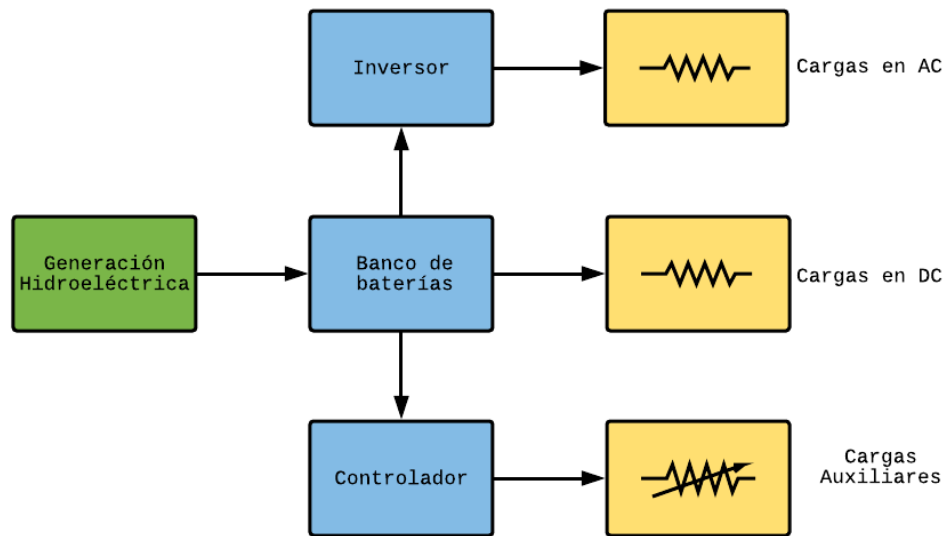 Inversor
Cargas en AC
Generación
Hidroeléctrica
Banco de
baterías
Cargas en DC
Controlador
Cargas
Auxiliares